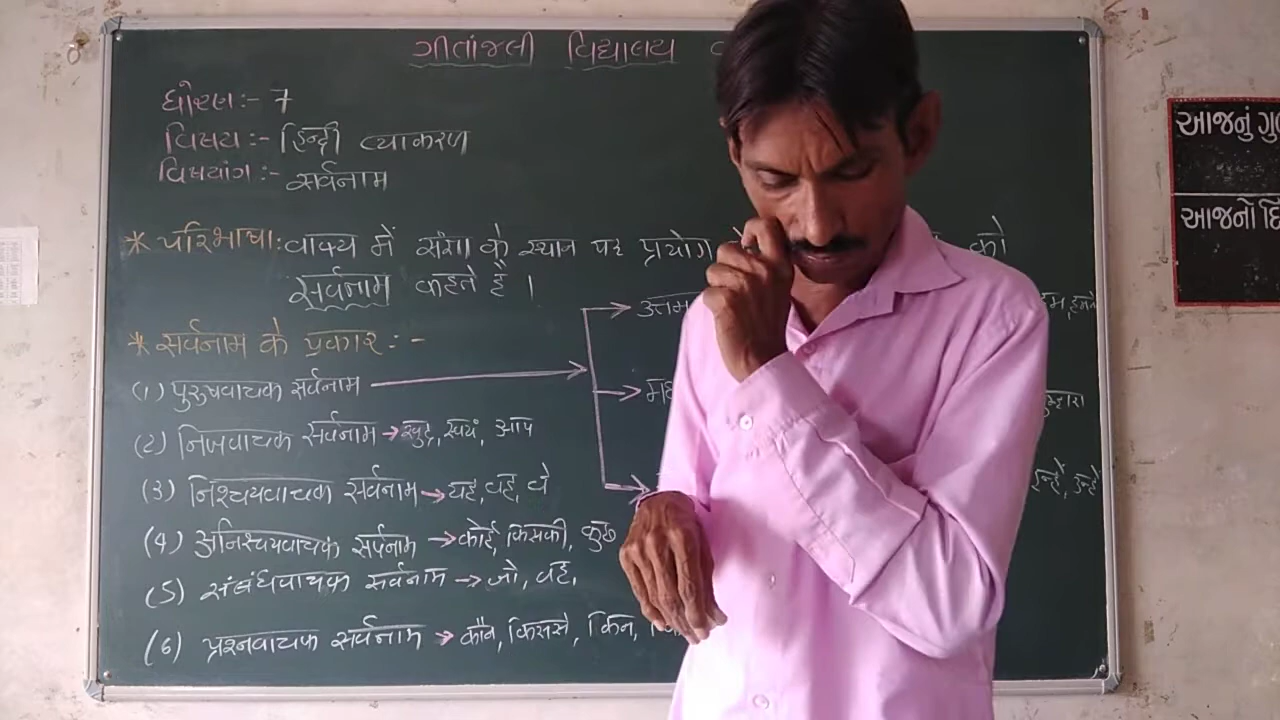 ગીતાંજલી વિદ્યાલય
ધોરણ:- 7
વિષય:- हिन्दी व्याकरण
વિષયાંગ:- सर्वनाम
* परिभाषा: वाक्य में संज्ञा के स्थान पर प्रयोग को
सर्वनाम कहते है ।
* सर्वनाम के प्रकार :-
(1) पुरुषवाचक सर्वनाम
(2) निजवाचक सर्वनाम → खुद, स्वयं, आप
(3) निश्चयवाचक सर्वनाम → यह, वह, वे
(4) अनिश्चयवाचक सर्वनाम → कोई, किसकी, कुछ
(5) संबंधवाचक सर्वनाम → जो, वह,
(6) प्रश्नवाचक सर्वनाम → कौन, किससे, किन,
આજનું
આજનો